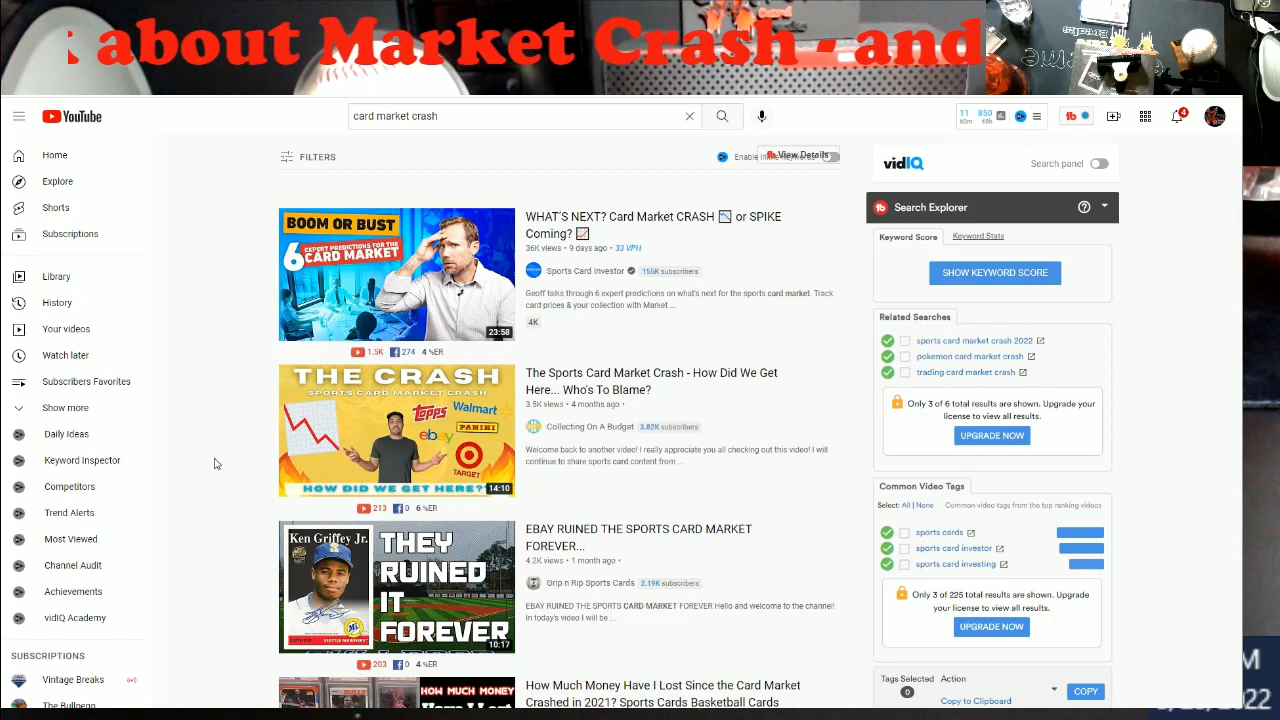 about Market Crash - and
YouTube
card market crash
11 850
60m 48h
4
FILTERS
View Details
vidIQ
Search panel
Search Explorer
Keyword Score Keyword Stats
SHOW KEYWORD SCORE
Related Searches
sports card market crash 2022
pokemon card market crash
trading card market crash
Only 3 of 6 total results are shown. Upgrade your
license to view all results.
UPGRADE NOW
Common Video Tags
Select: All | None Common video tags from the top ranking videos
sports cards
sports card investor
sports card investing
Only 3 of 225 total results are shown. Upgrade
your license to view all results.
UPGRADE NOW
Tags Selected Action
0
Copy to Clipboard
COPY
Home
Explore
Shorts
Subscriptions
Library
History
Your videos
Watch later
Subscribers Favorites
Show more
Daily Ideas
Keyword Inspector
Competitors
Trend Alerts
Most Viewed
Channel Audit
Achievements
vidIQ Academy
SUBSCRIPTIONS
Vintage Breaks
The Bullpen
BOOM OR BUST
6 EXPERT PREDICTIONS FOR THE
CARD MARKET
23:58
WHAT'S NEXT? Card Market CRASH 📉 or SPIKE
Coming? 📈
36K views • 9 days ago • 33 VPH
Sports Card Investor 155K subscribers
Geoff talks through 6 expert predictions on what's next for the sports card market. Track
card prices & your collection with Market ...
4K
1.5K 274 4 %ER
THE CRASH
SPORTS CARD MARKET CRASH
topps Walmart
ebay PANINI
TARGET
HOW DID WE GET HERE?
14:10
The Sports Card Market Crash - How Did We Get
Here... Who's To Blame?
3.5K views • 4 months ago •
Collecting On A Budget 3.82K subscribers
Welcome back to another video! I really appreciate you all checking out this video! I will
continue to share sports card content from ...
213 0 6 %ER
Ken Griffey Jr.
THEY
RUINED
IT
FOREVER
10:17
EBAY RUINED THE SPORTS CARD MARKET
FOREVER...
4.2K views • 1 month ago •
Grip n Rip Sports Cards 2.19K subscribers
EBAY RUINED THE SPORTS CARD MARKET FOREVER Hello and welcome to the channel!
In today's video I will be ...
203 0 4 %ER
HOW MUCH MONEY
How Much Money Have I Lost Since the Card Market
Crashed in 2021? Sports Cards Basketball Cards